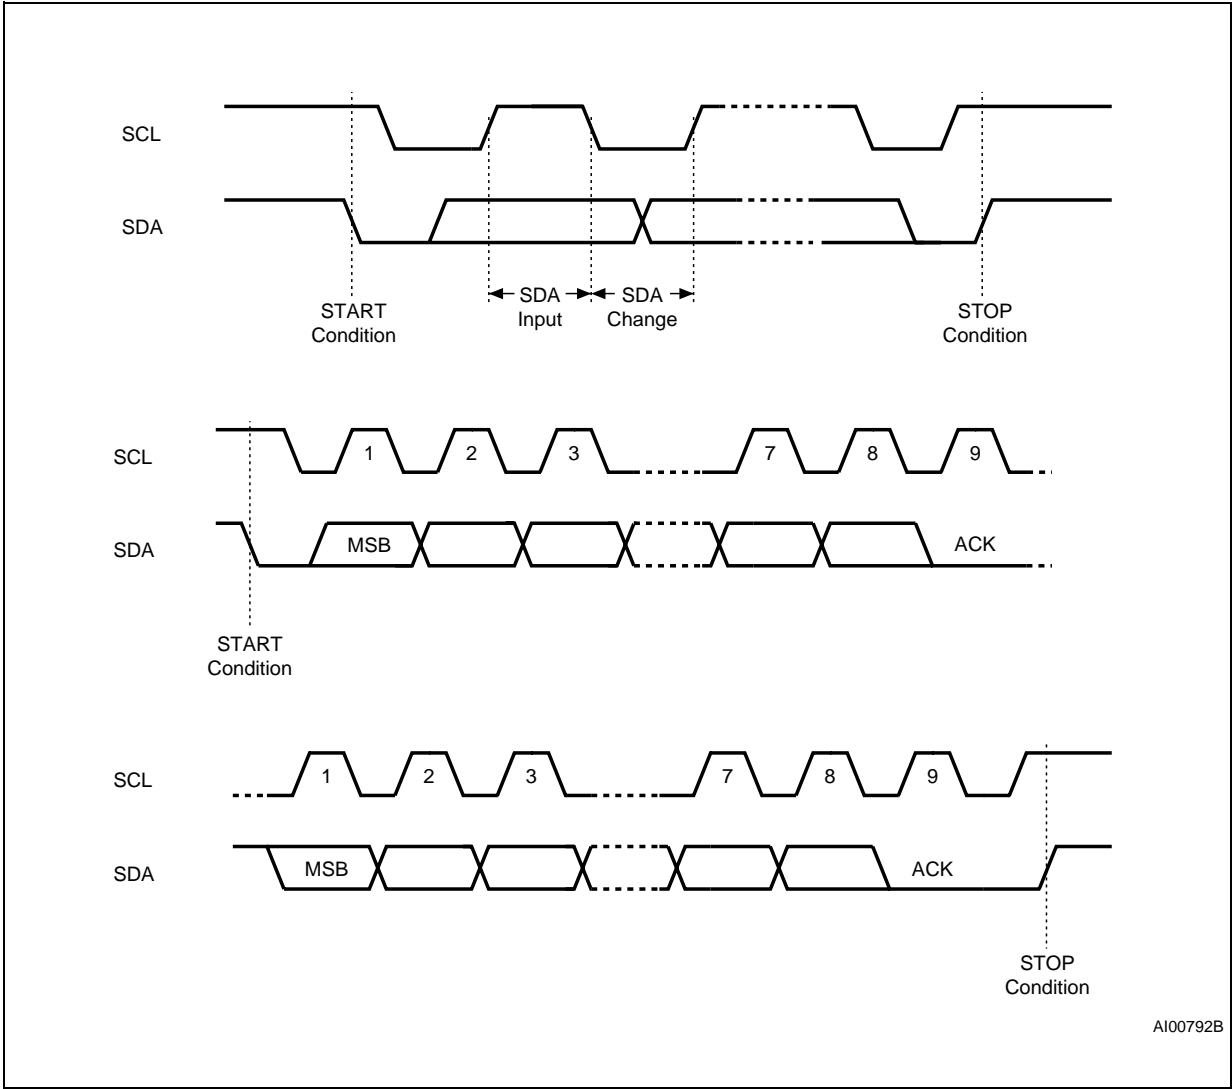 SCL
SDA
START
Condition
SDA
Input
SDA
Change
STOP
Condition
SCL
1 2 3 7 8 9
SDA
MSB ACK
START
Condition
SCL
1 2 3 7 8 9
SDA
MSB ACK
STOP
Condition
AI00792B